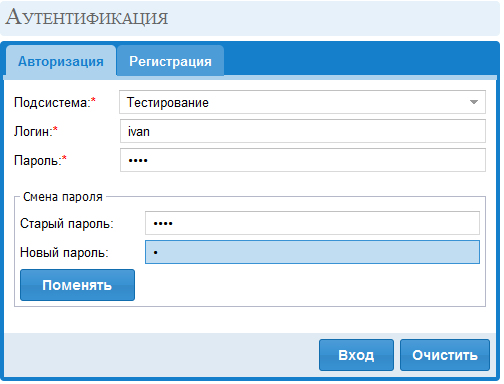 Аутентификация
Авторизация Регистрация
Подсистема:* Тестирование
Логин:* ivan
Пароль:* ••••
Смена пароля
Старый пароль: ••••
Новый пароль: •
Поменять
Вход Очистить